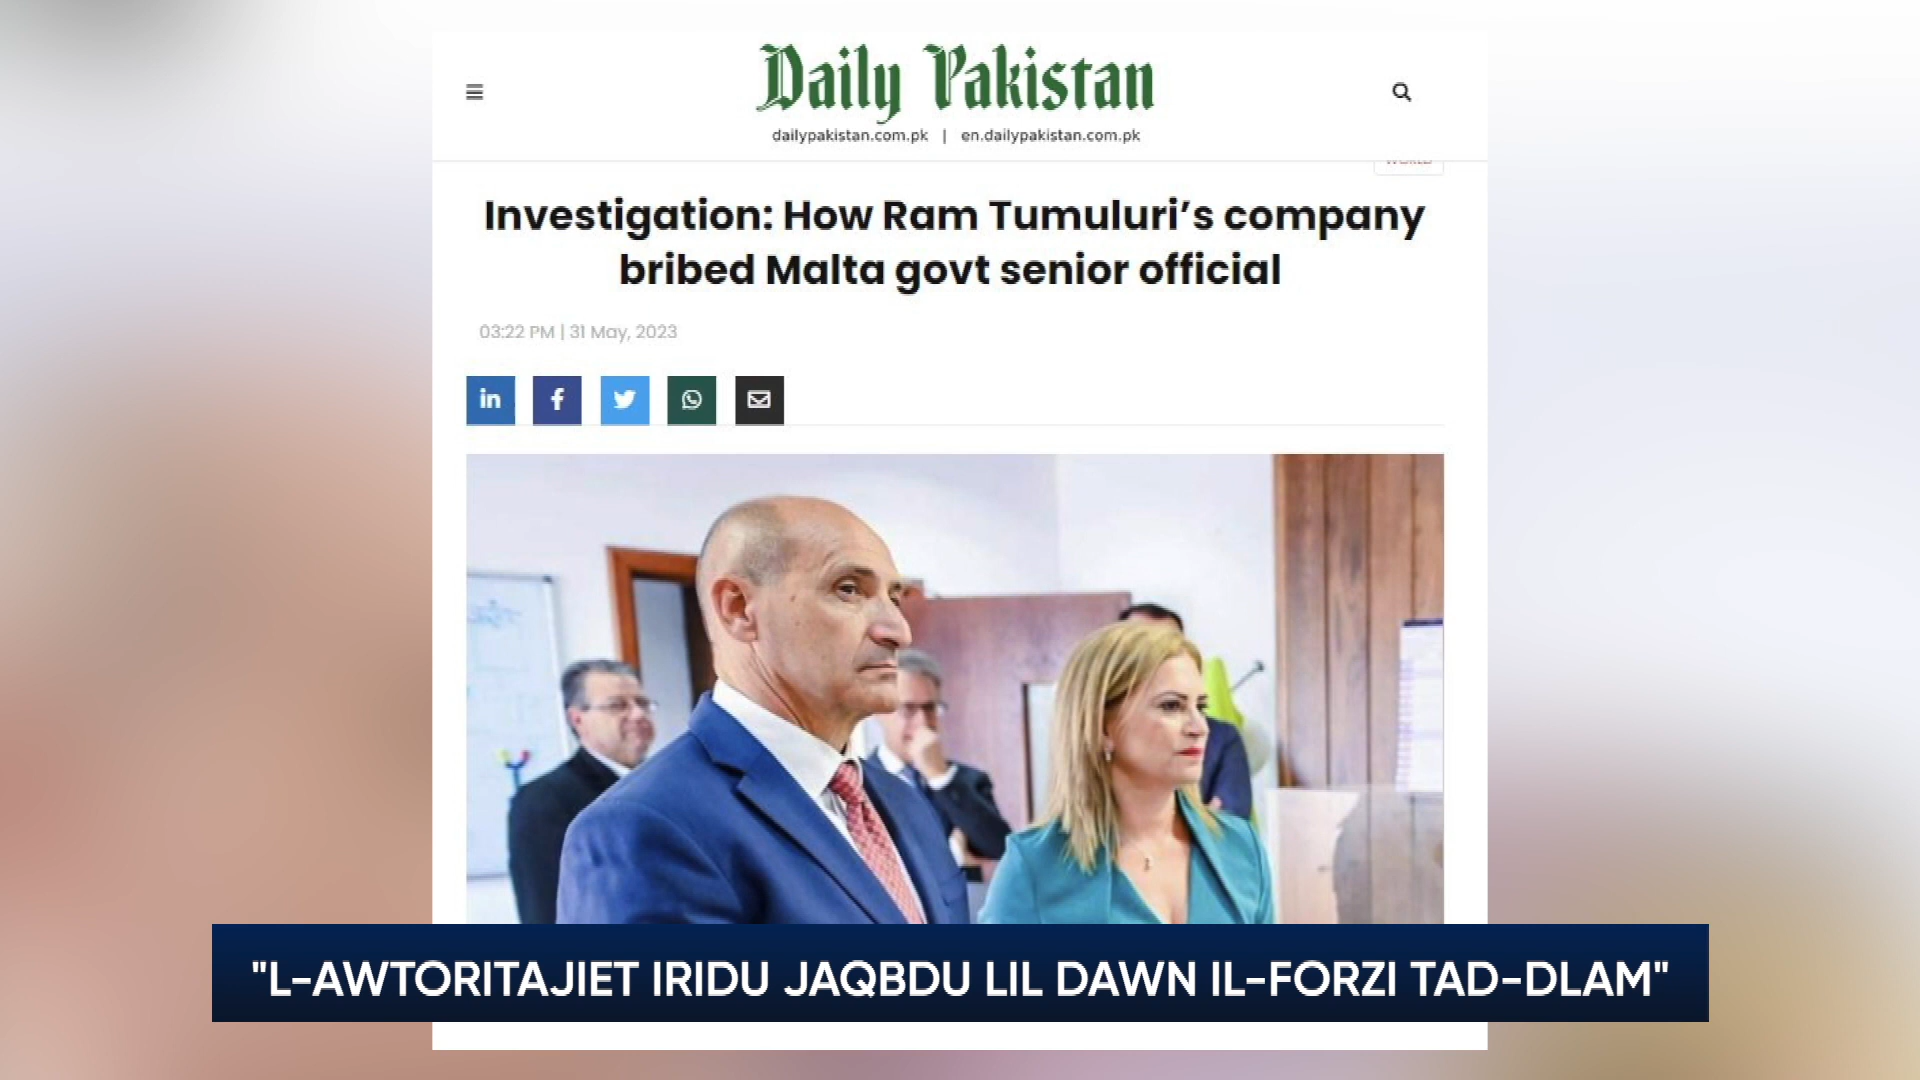 Daily Pakistan
dailypakistan.com.pk | en.dailypakistan.com.pk
Investigation: How Ram Tumuluri’s company
bribed Malta govt senior official
03:22 PM | 31 May, 2023
"L-AWTORITAJIET IRIDU JAQBDU LIL DAWN IL-FORZI TAD-DLAM"